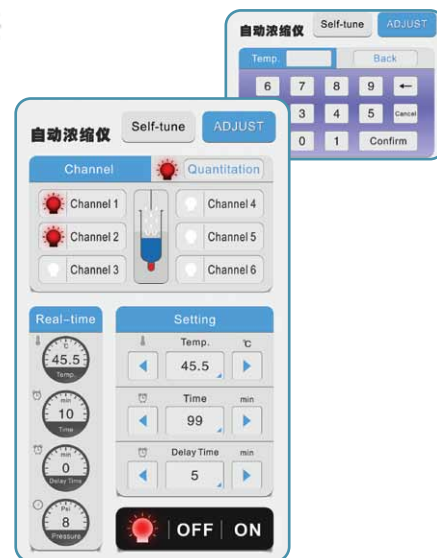 自动浓缩仪 Self-tune ADJUST
Temp. Back
6 7 8 9 ←
3 4 5 Cancel
0 1 Confirm
自动浓缩仪 Self-tune ADJUST
Channel Quantitation
Channel 1 Channel 4
Channel 2 Channel 5
Channel 3 Channel 6
Real-time
°C
45.5
Temp.
min
10
Time
min
0
Delay Time
Psi
8
Pressure
Setting
Temp. °C
45.5
Time min
99
Delay Time min
5
OFF ON